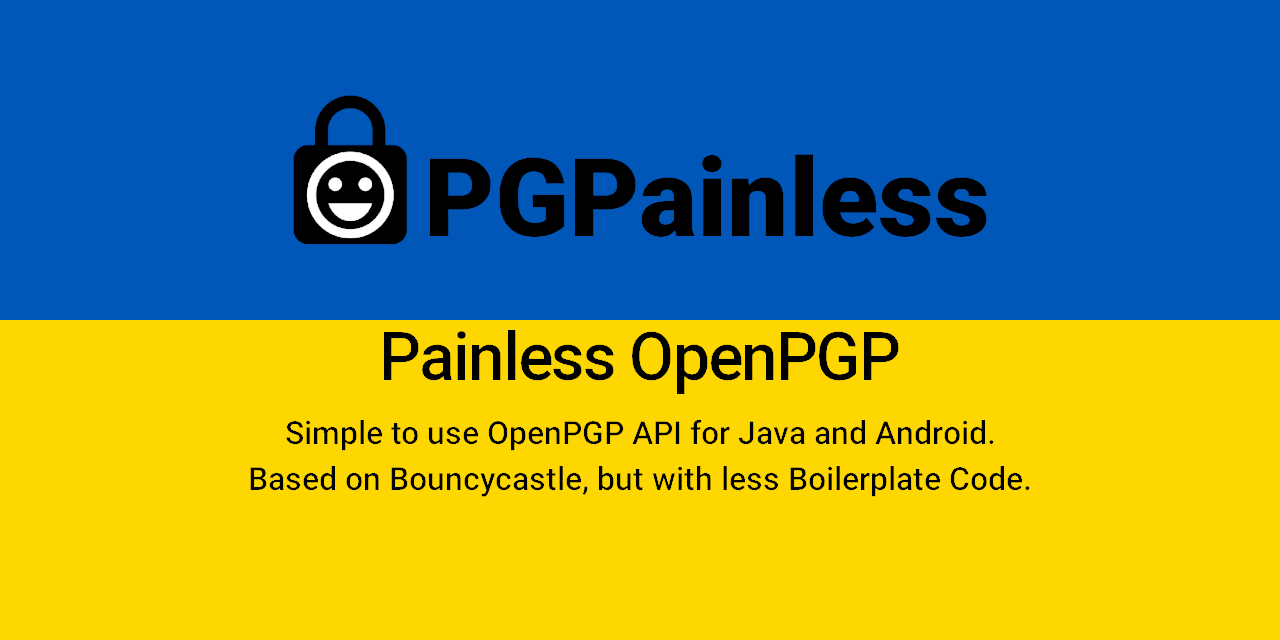 PGPainless
Painless OpenPGP
Simple to use OpenPGP API for Java and Android.
Based on Bouncycastle, but with less Boilerplate Code.